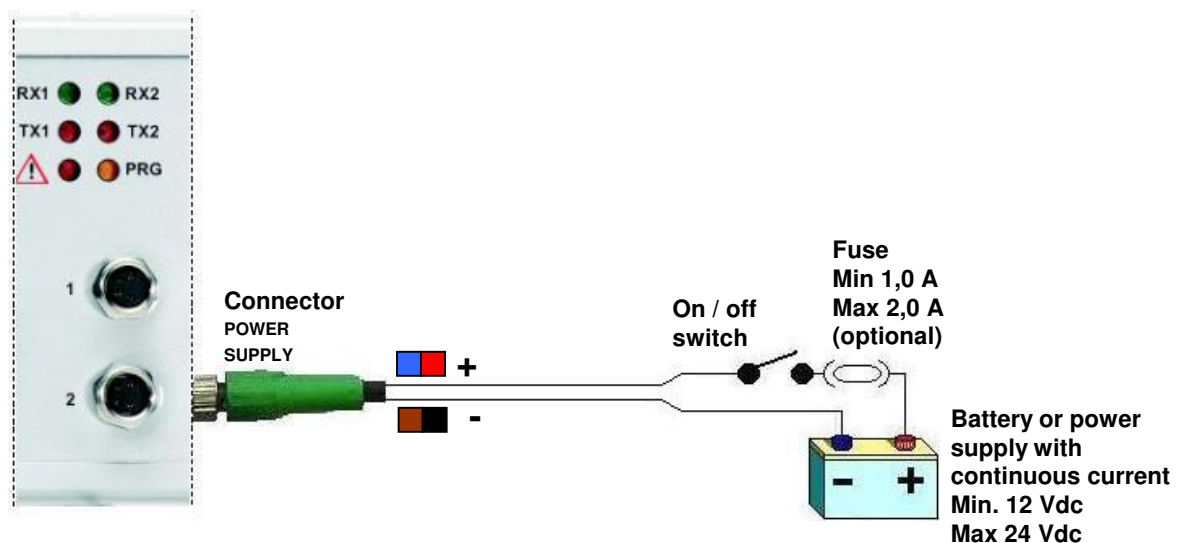 RX1 RX2
TX1 TX2
! PRG
1
2
Connector
POWER
SUPPLY
+
-
On / off
switch
Fuse
Min 1,0 A
Max 2,0 A
(optional)
- +
Battery or power
supply with
continuous current
Min. 12 Vdc
Max 24 Vdc